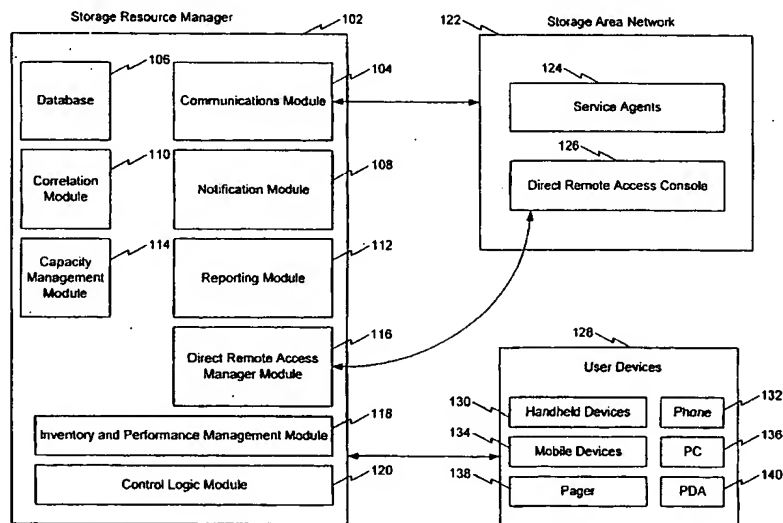 Storage Resource Manager
102
106
104
Database
Communications Module
110
108
Correlation
Module
Notification Module
114
112
Capacity
Management
Module
Reporting Module
116
Direct Remote Access
Manager Module
118
Inventory and Performance Management Module
120
Control Logic Module
122
Storage Area Network
124
Service Agents
126
Direct Remote Access Console
128
User Devices
130
Handheld Devices
Phone
132
134
Mobile Devices
PC
136
138
Pager
PDA
140